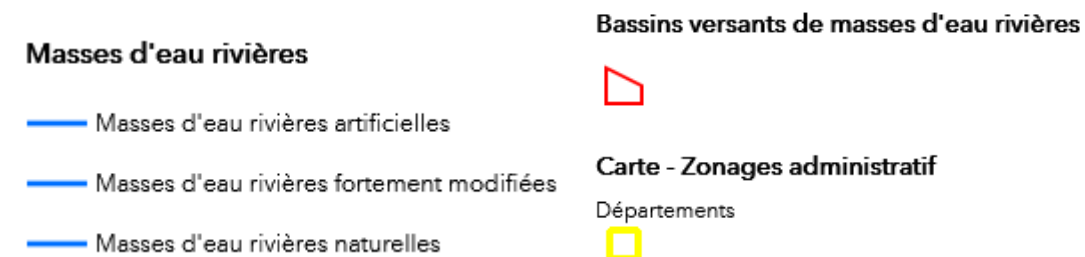 Masses d'eau rivières
Masses d'eau rivières artificielles
Masses d'eau rivières fortement modifiées
Masses d'eau rivières naturelles
Bassins versants de masses d'eau rivières
Carte - Zonages administratif
Départements